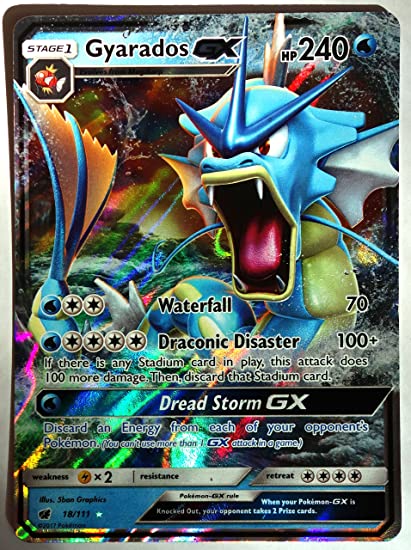 STAGE 1 Gyarados GX HP 240
Waterfall 70
Draconic Disaster 100+
If there is any Stadium card in play, this attack does
100 more damage. Then, discard that Stadium card.
Dread Storm GX
Discard an Energy from each of your opponent's
Pokémon. (You can't use more than 1 GX attack in a game.)
weakness ×2 resistance retreat
Illus. 5ban Graphics
Pokémon-GX rule
When your Pokémon-GX is
18/111
Knocked Out, your opponent takes 2 Prize cards.
©2017 Pokémon